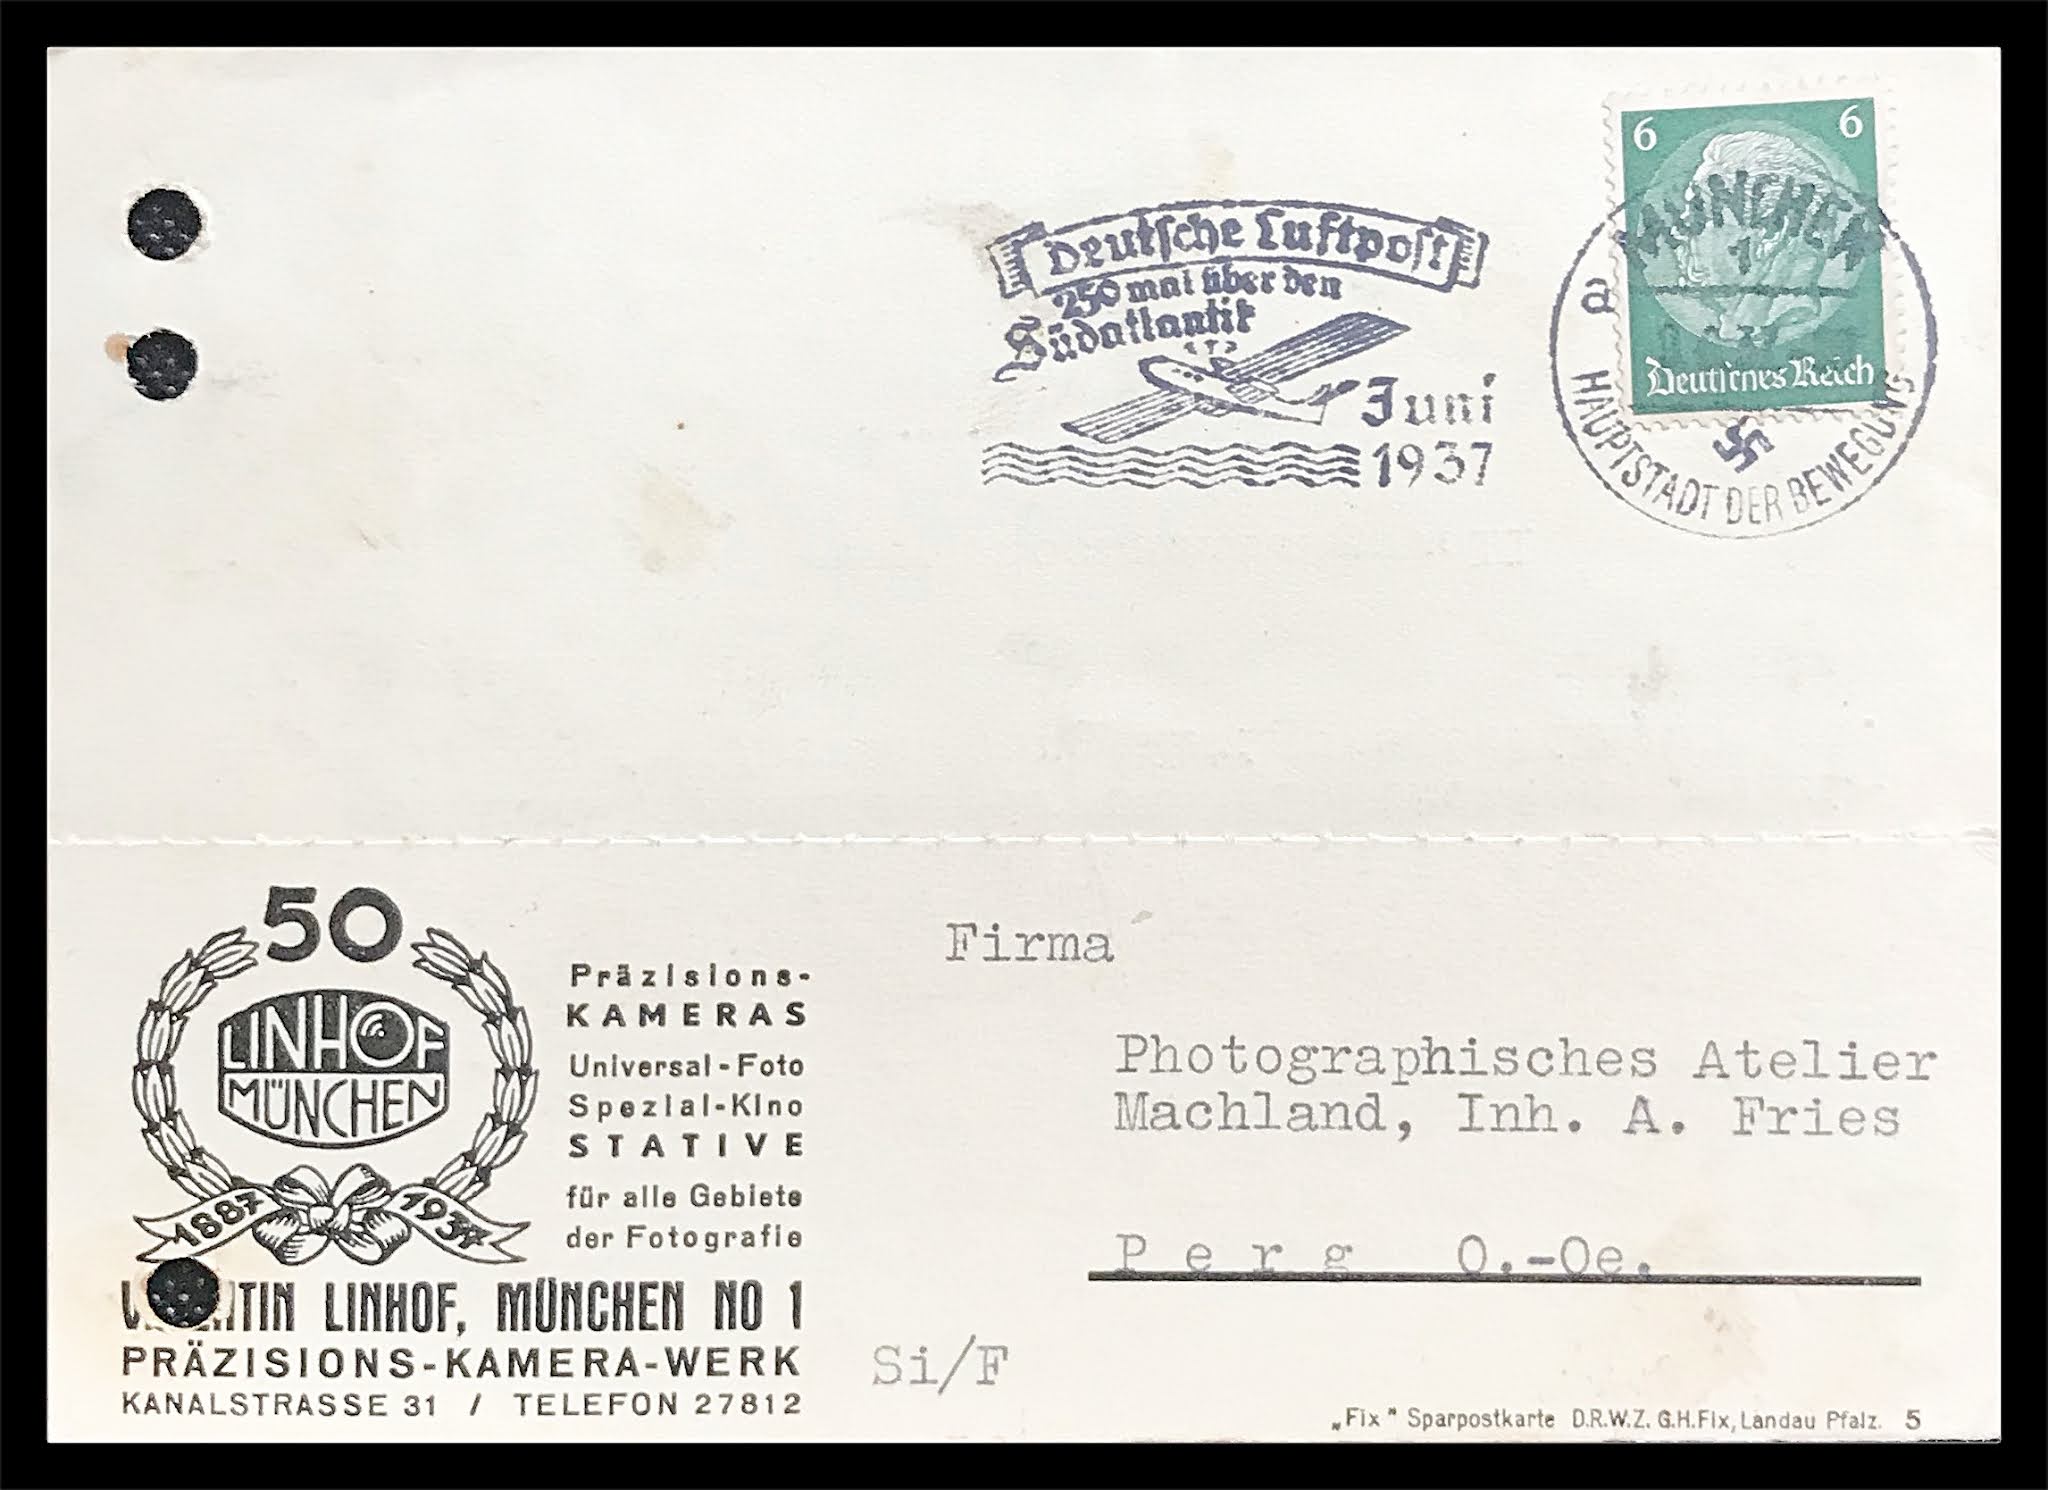 6 6
Deutsches Reich
Deutsche Luftpost
250 mal über den
Südatlantik
Juni
1937
MÜNCHEN
1
a
HAUPTSTADT DER BEWEGUNG
50
LINHOF
MÜNCHEN
1887 1937
Präzisions-
KAMERAS
Universal-Foto
Spezial-Kino
STATIVE
für alle Gebiete
der Fotografie
TIN LINHOF, MÜNCHEN NO 1
PRÄZISIONS-KAMERA-WERK
KANALSTRASSE 31 / TELEFON 27812
Firma
Photographisches Atelier
Machland, Inh. A. Fries
Perg O.-Oe.
Si/F
„Fix" Sparpostkarte D.R.W.Z. G.H.Fix, Landau Pfalz. 5